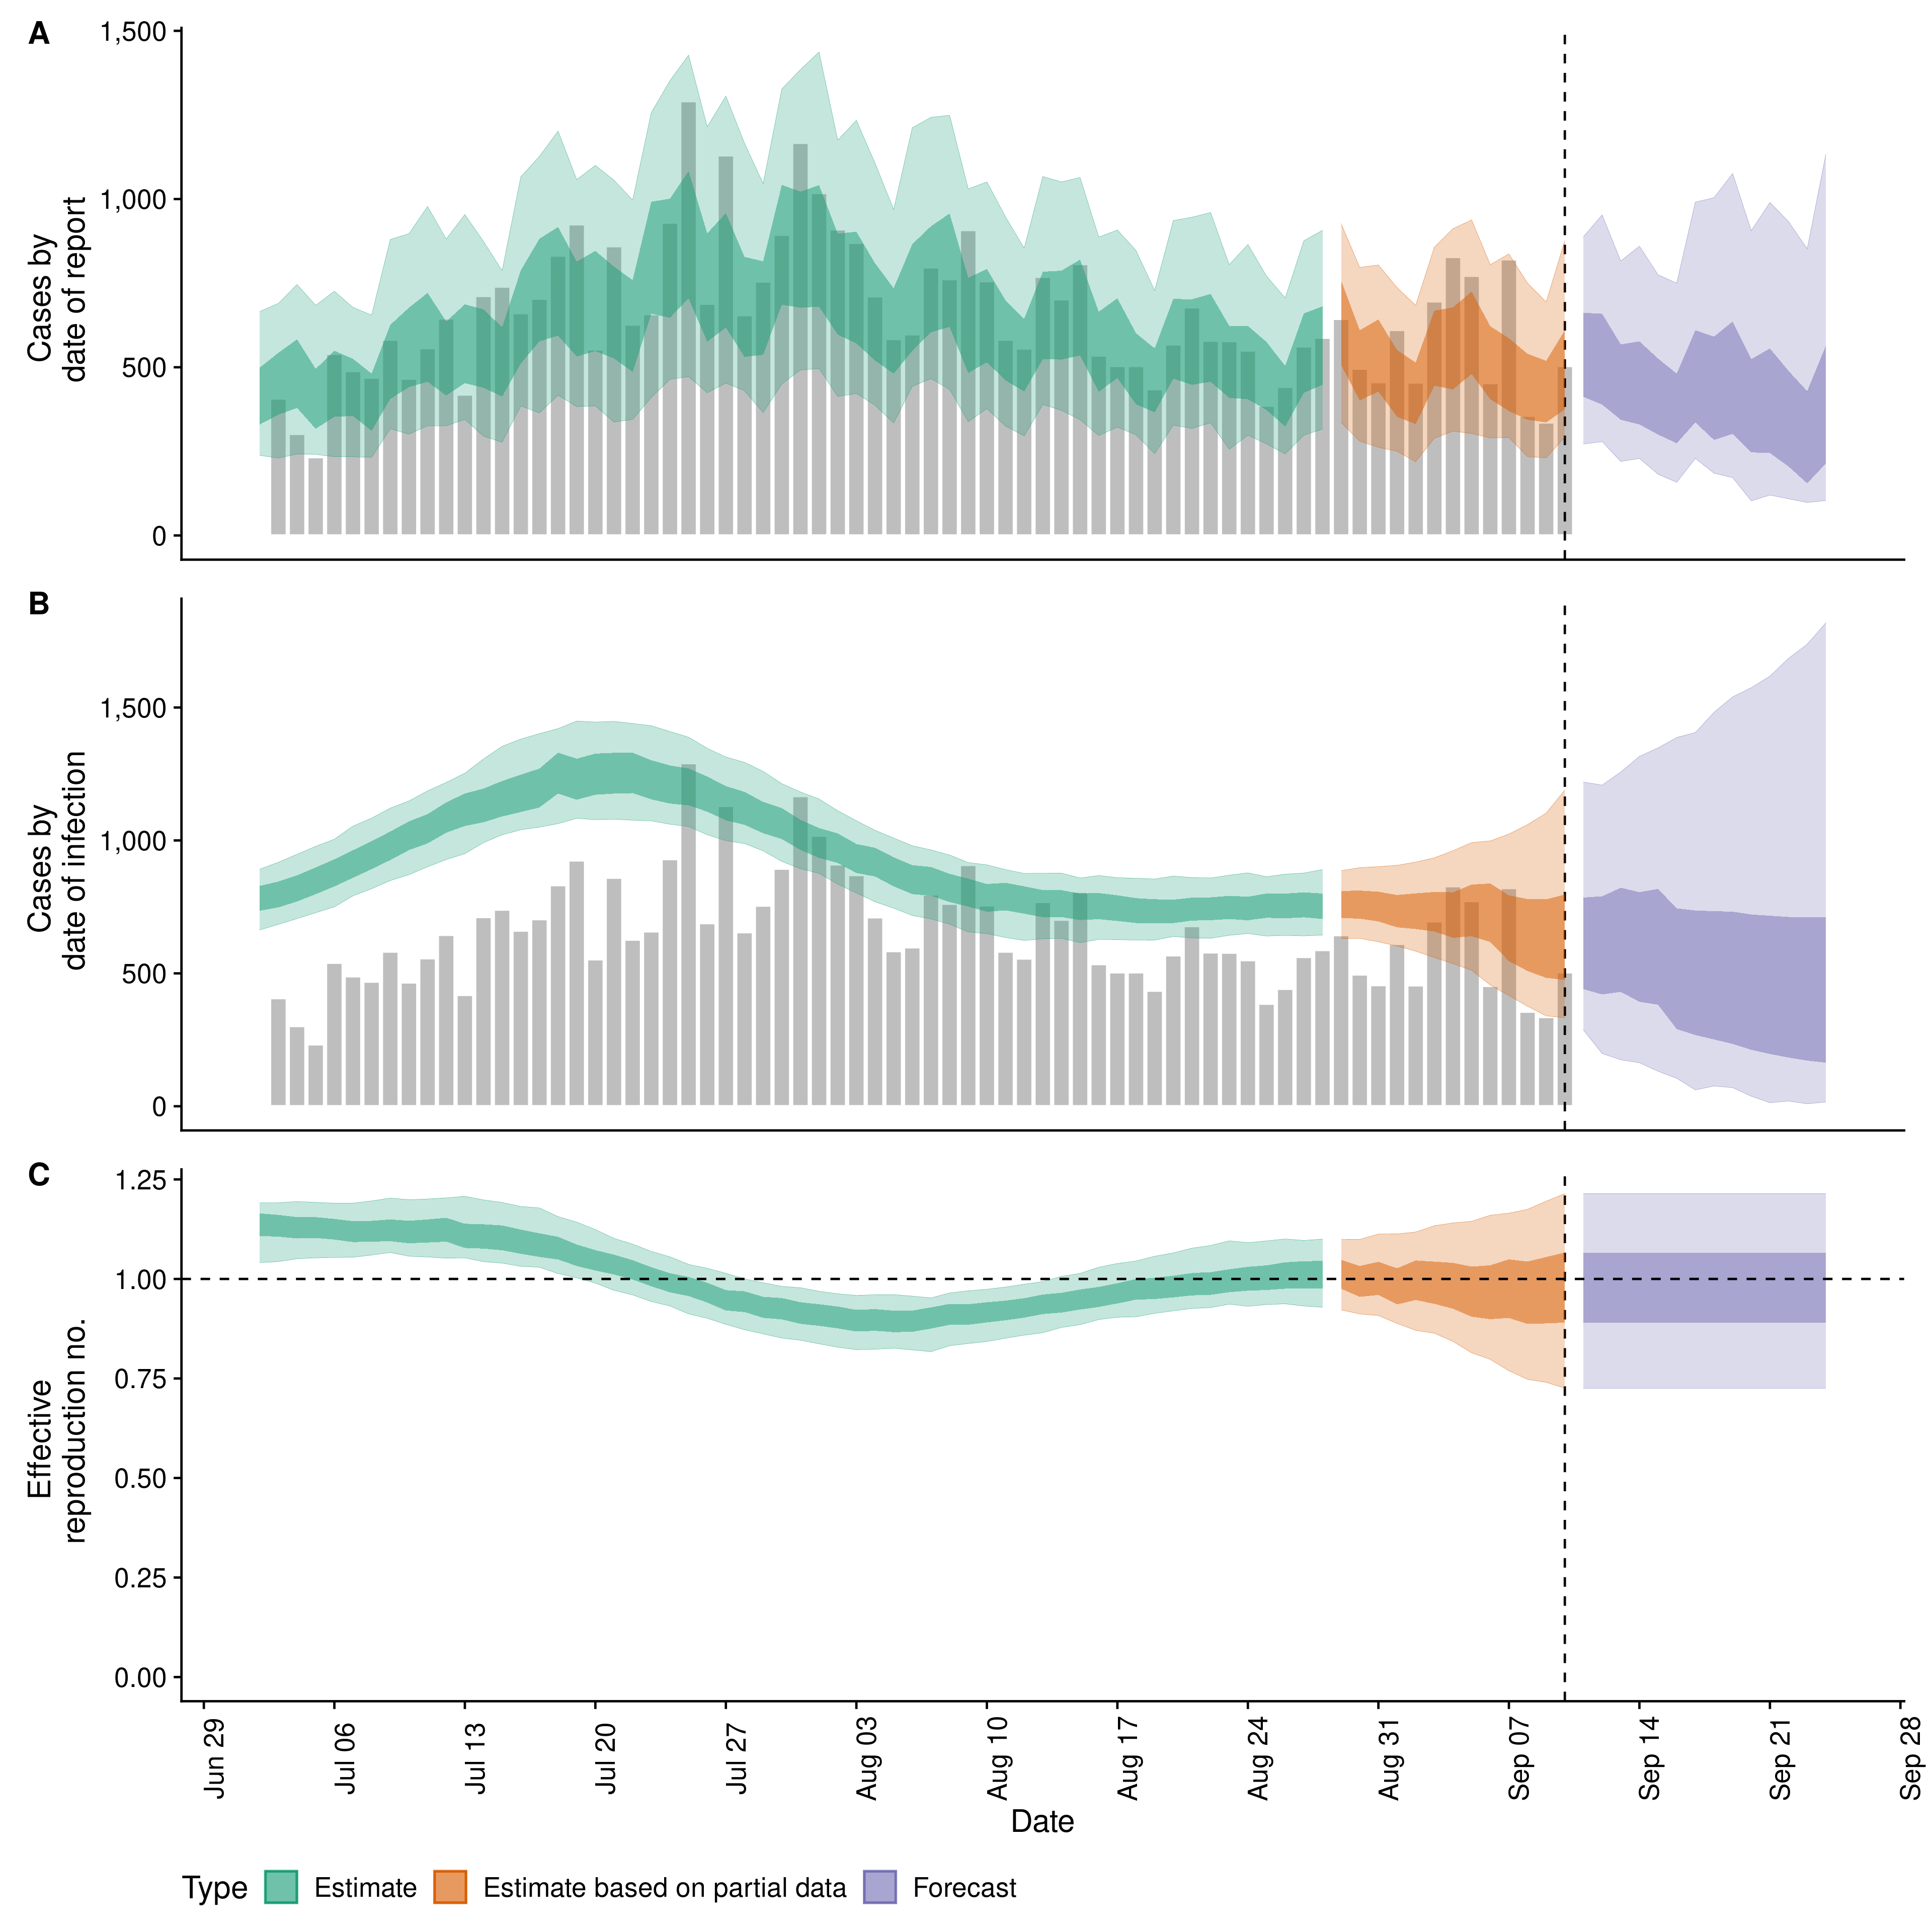 A
Cases by
date of report
1,500
1,000
500
0
B
Cases by
date of infection
1,500
1,000
500
0
C
Effective
reproduction no.
1.25
1.00
0.75
0.50
0.25
0.00
Jun 29
Jul 06
Jul 13
Jul 20
Jul 27
Aug 03
Aug 10
Aug 17
Aug 24
Aug 31
Sep 07
Sep 14
Sep 21
Sep 28
Date
Type Estimate Estimate based on partial data Forecast